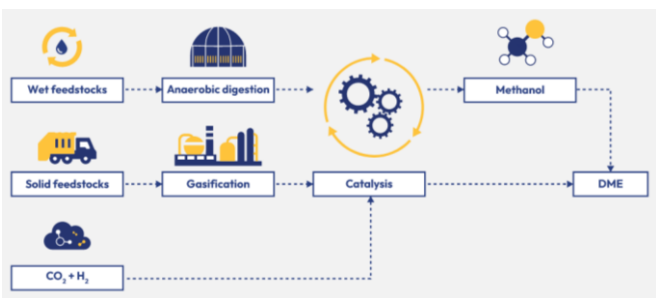 Wet feedstocks
Anaerobic digestion
Methanol
Solid feedstocks
Gasification
Catalysis
DME
CO₂ + H₂